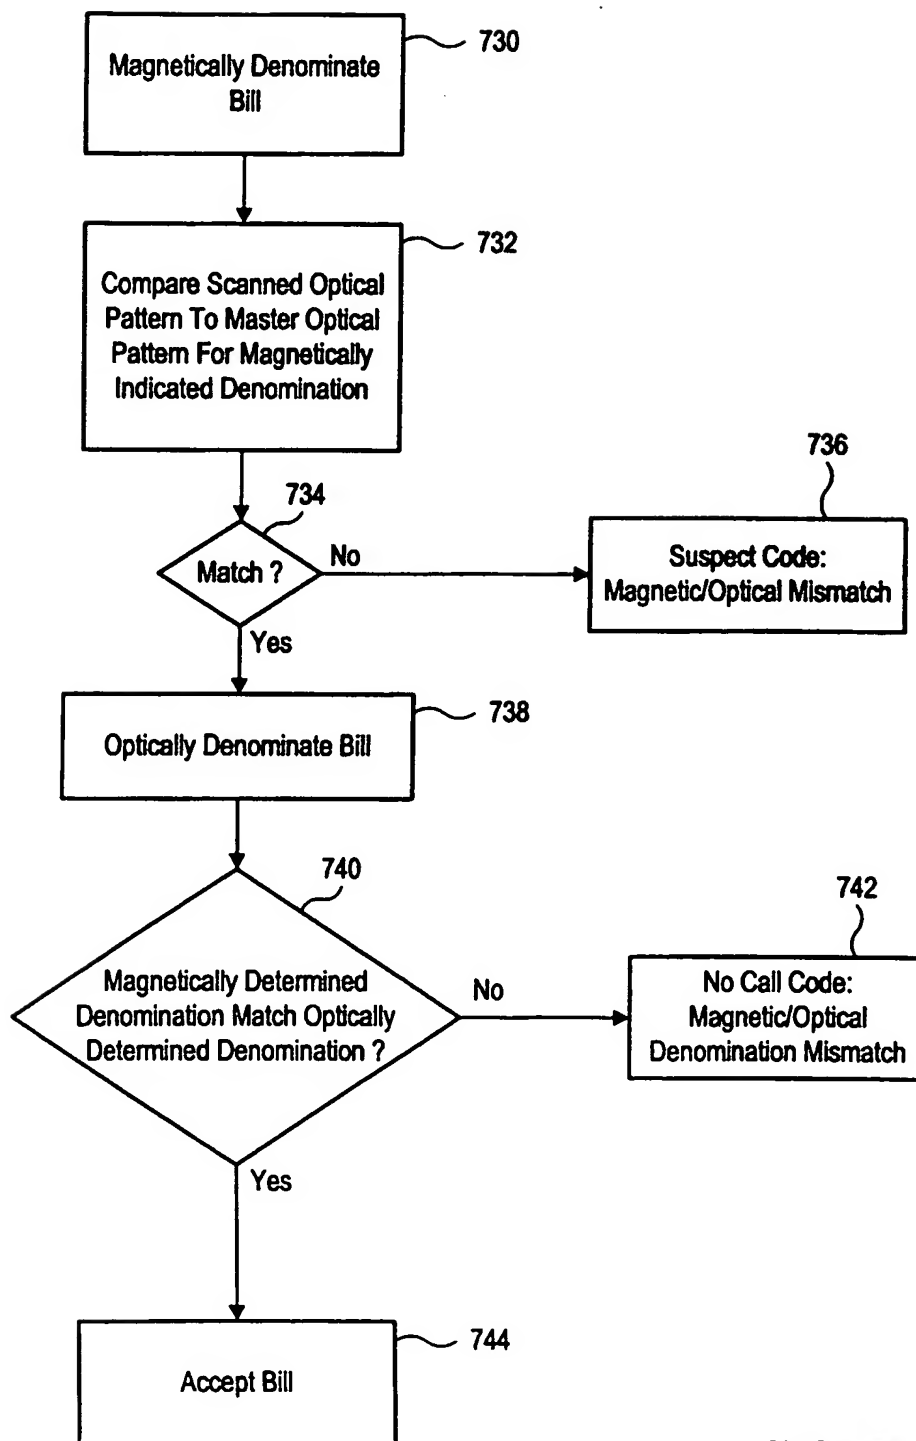 730
Magnetically Denominate
Bill
732
Compare Scanned Optical
Pattern To Master Optical
Pattern For Magnetically
Indicated Denomination
734
Match ?
No
736
Suspect Code:
Magnetic/Optical Mismatch
Yes
738
Optically Denominate Bill
740
Magnetically Determined
Denomination Match Optically
Determined Denomination ?
No
742
No Call Code:
Magnetic/Optical
Denomination Mismatch
Yes
744
Accept Bill